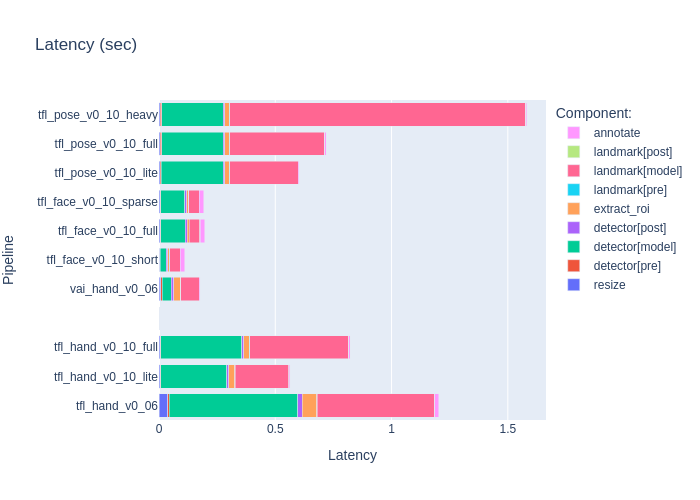 Latency (sec)
tfl_pose_v0_10_heavy
tfl_pose_v0_10_full
tfl_pose_v0_10_lite
tfl_face_v0_10_sparse
tfl_face_v0_10_full
tfl_face_v0_10_short
vai_hand_v0_06
tfl_hand_v0_10_full
tfl_hand_v0_10_lite
tfl_hand_v0_06
Pipeline
0 0.5 1 1.5
Latency
Component:
annotate
landmark[post]
landmark[model]
landmark[pre]
extract_roi
detector[post]
detector[model]
detector[pre]
resize